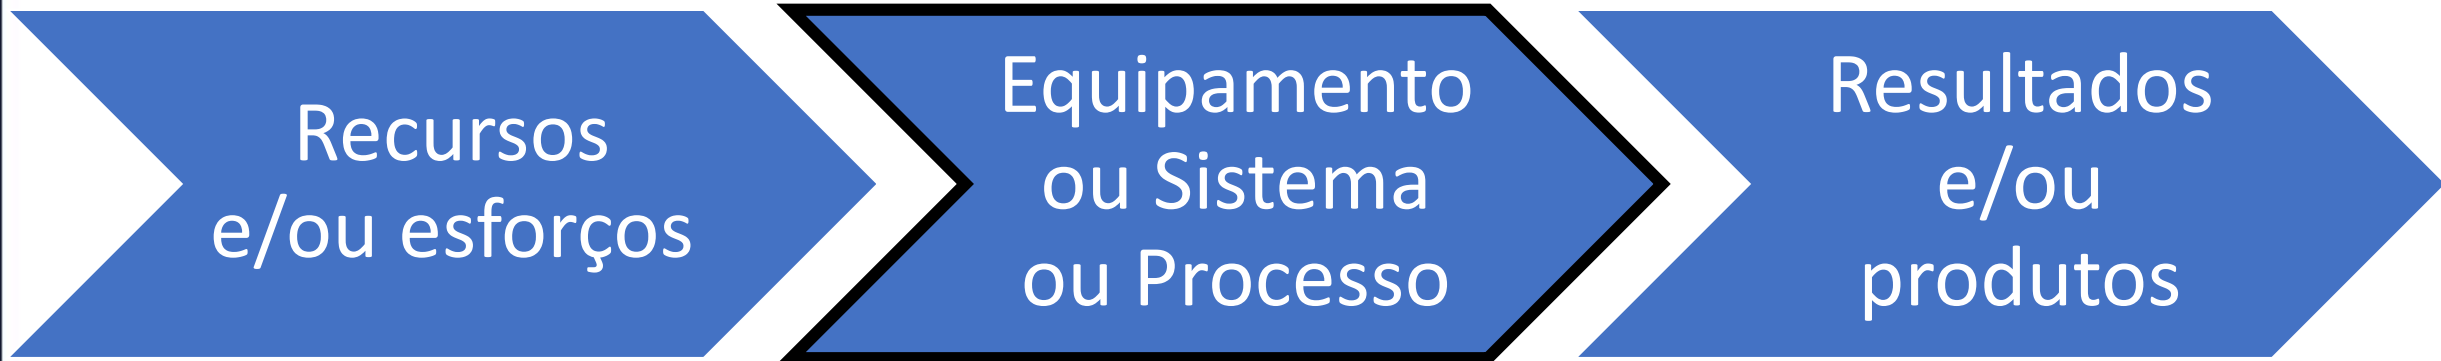 Recursos
e/ou esforços
Equipamento
ou Sistema
ou Processo
Resultados
e/ou
produtos